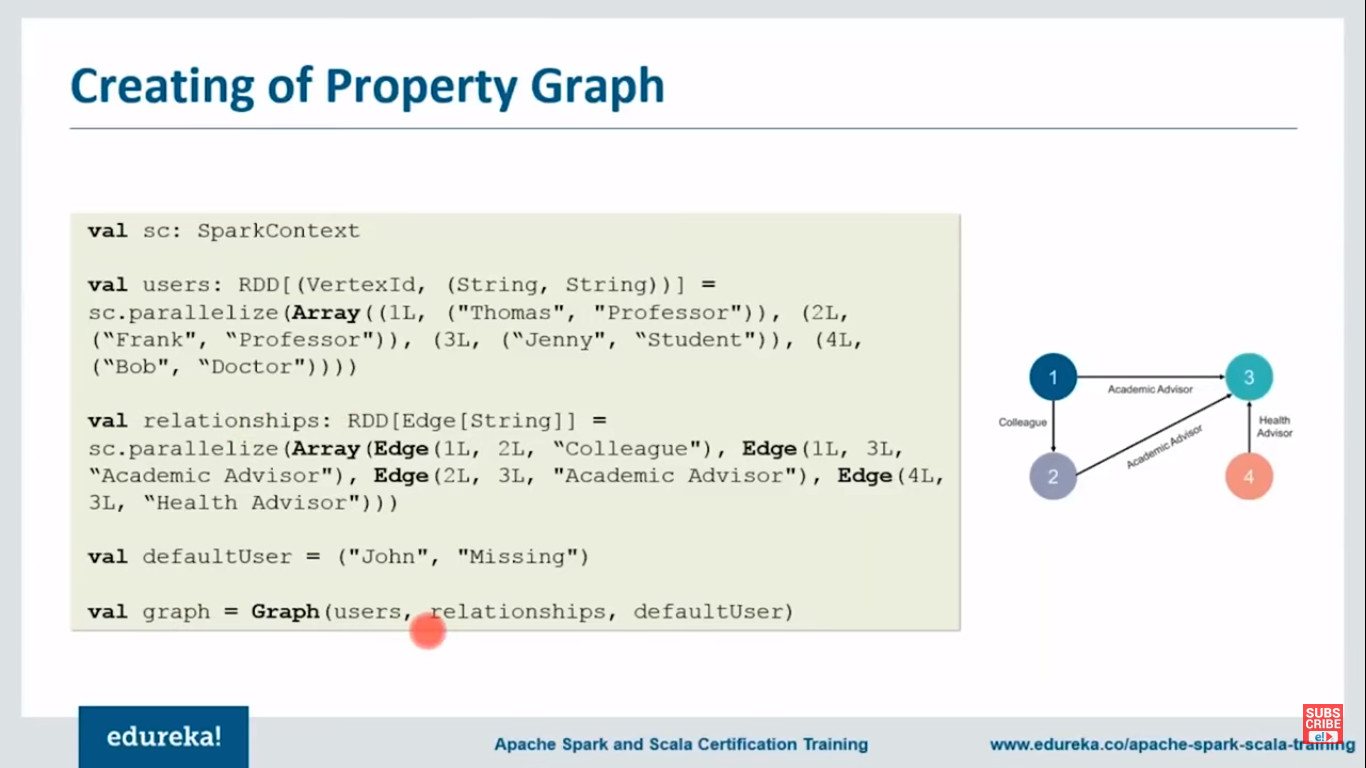 Creating of Property Graph
val sc: SparkContext
val users: RDD[(VertexId, (String, String))] =
sc.parallelize(Array((1L, ("Thomas", "Professor")), (2L,
(“Frank", “Professor")), (3L, (“Jenny", “Student")), (4L,
(“Bob", “Doctor"))))
val relationships: RDD[Edge[String]] =
sc.parallelize(Array(Edge(1L, 2L, “Colleague"), Edge(1L, 3L,
“Academic Advisor"), Edge(2L, 3L, "Academic Advisor"), Edge(4L,
3L, “Health Advisor")))
val defaultUser = ("John", "Missing")
val graph = Graph(users, relationships, defaultUser)
1
3
Academic Advisor
Colleague
Health
Advisor
Academic Advisor
2
4
edureka!
Apache Spark and Scala Certification Training
www.edureka.co/apache-spark-scala-training
SUBS
CRIBE
e!